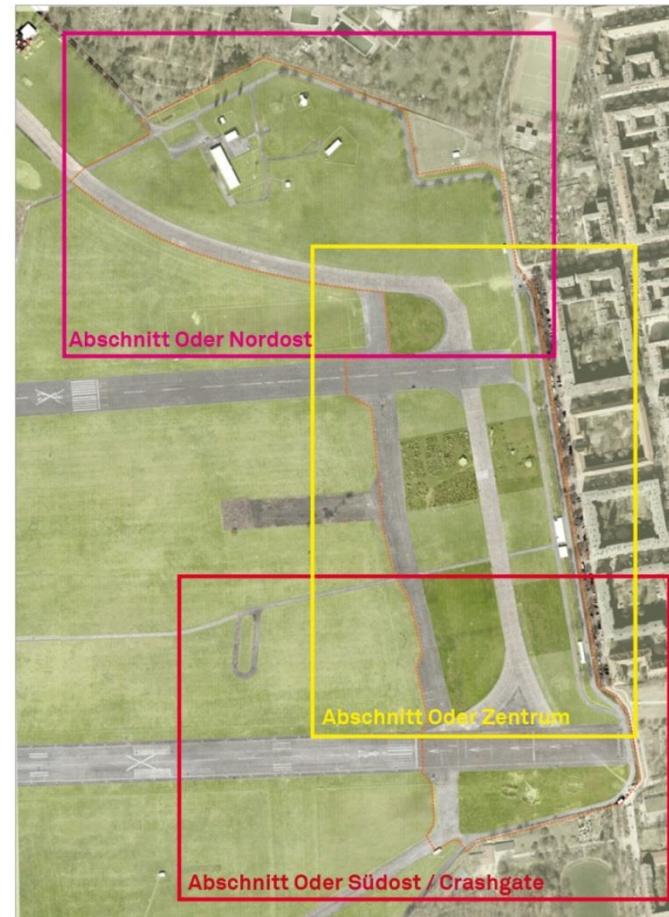 Abschnitt Oder Nordost
Abschnitt Oder Zentrum
Abschnitt Oder Südost / Crashgate